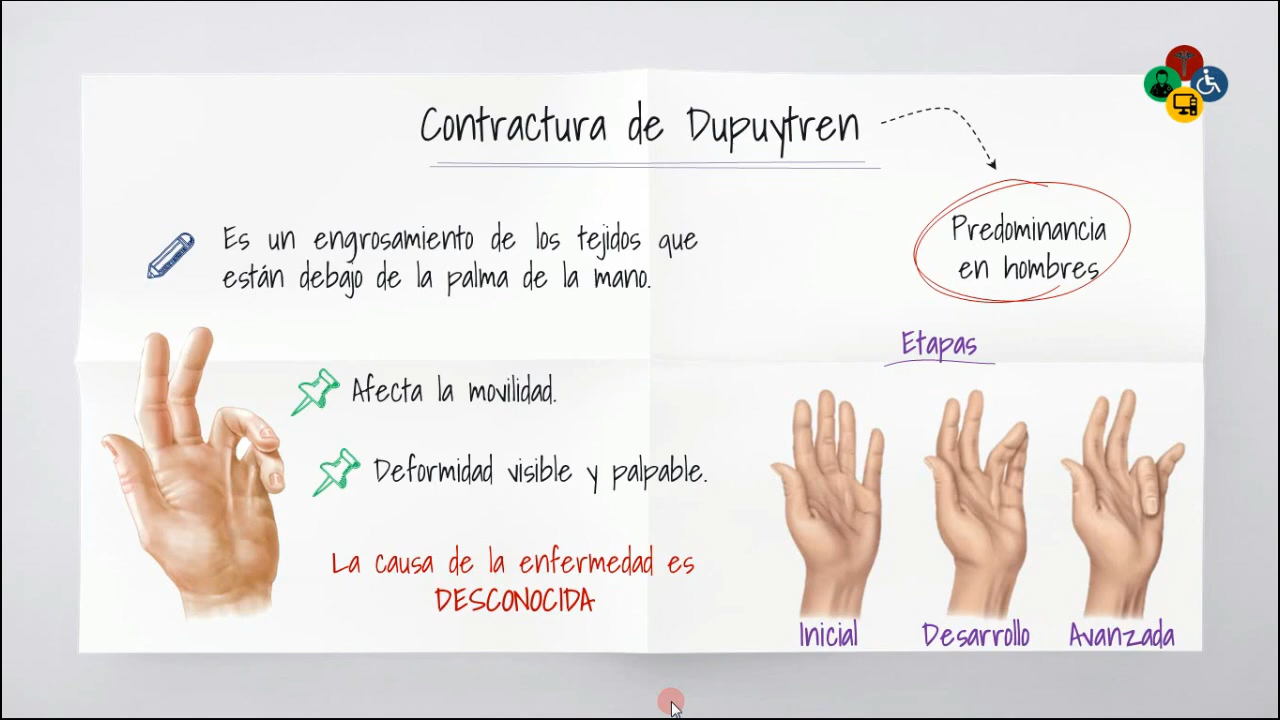 Contractura de Dupuytren
Predominancia
en hombres
Es un engrosamiento de los tejidos que
están debajo de la palma de la mano.
Afecta la movilidad.
Deformidad visible y palpable.
La causa de la enfermedad es
DESCONOCIDA
Etapas
Inicial
Desarrollo
Avanzada